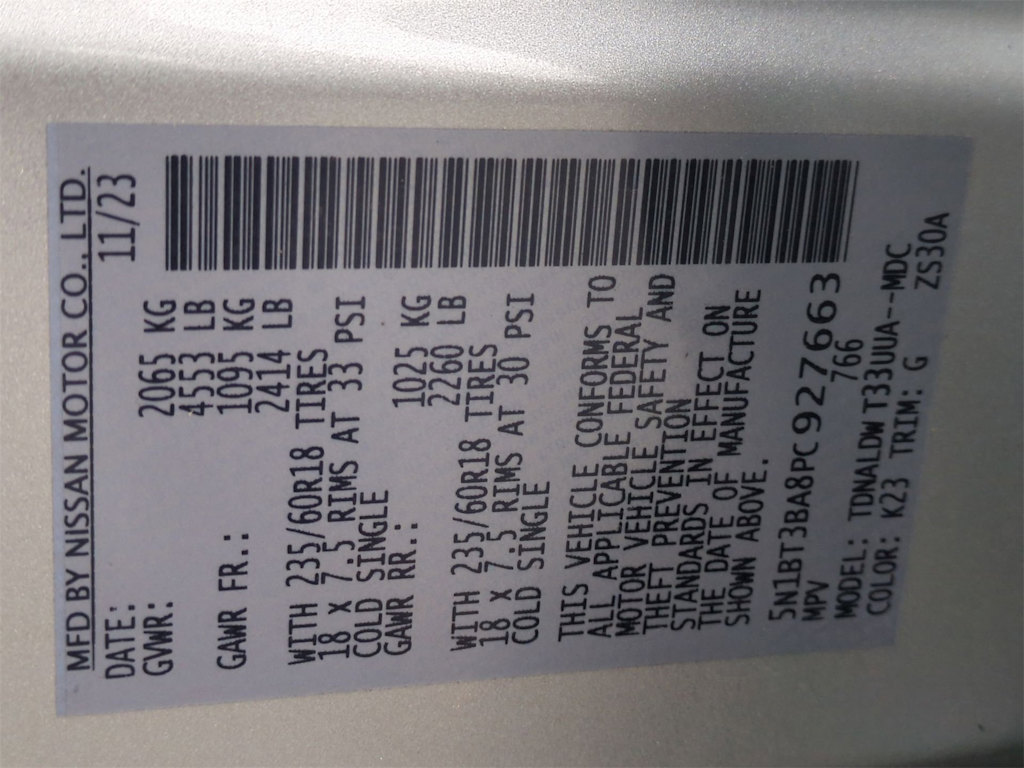 MFD BY NISSAN MOTOR CO., LTD.
DATE: 11/23
GVWR: 2065 KG
4553 LB
GAWR FR.: 1095 KG
2414 LB
WITH 235/60R18 TIRES
18 X 7.5 RIMS AT 33 PSI
COLD SINGLE
GAWR RR.: 1025 KG
2260 LB
WITH 235/60R18 TIRES
18 X 7.5 RIMS AT 30 PSI
COLD SINGLE
THIS VEHICLE CONFORMS TO
ALL APPLICABLE FEDERAL
MOTOR VEHICLE SAFETY AND
THEFT PREVENTION
STANDARDS IN EFFECT ON
THE DATE OF MANUFACTURE
SHOWN ABOVE.
5N1BT3BA8PC927663
MPV 766
MODEL: TDNALDWT33UUA--MDC
COLOR: K23 TRIM: G ZS30A